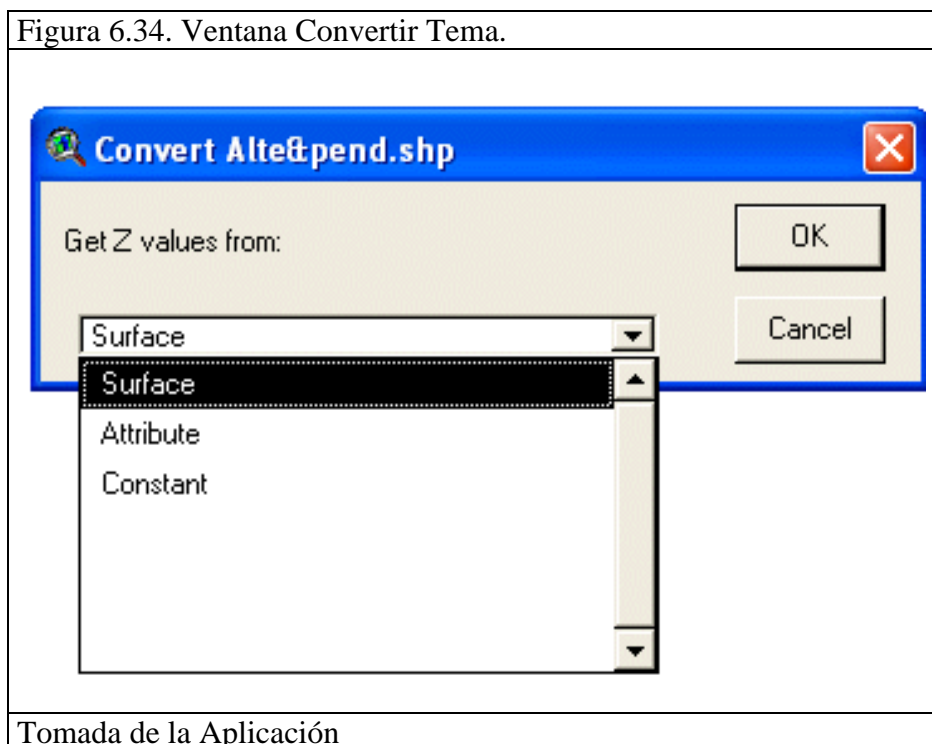 Figura 6.34. Ventana Convertir Tema.
Convert Alte&pend.shp
Get Z values from:
OK
Surface
Cancel
Surface
Attribute
Constant
Tomada de la Aplicación